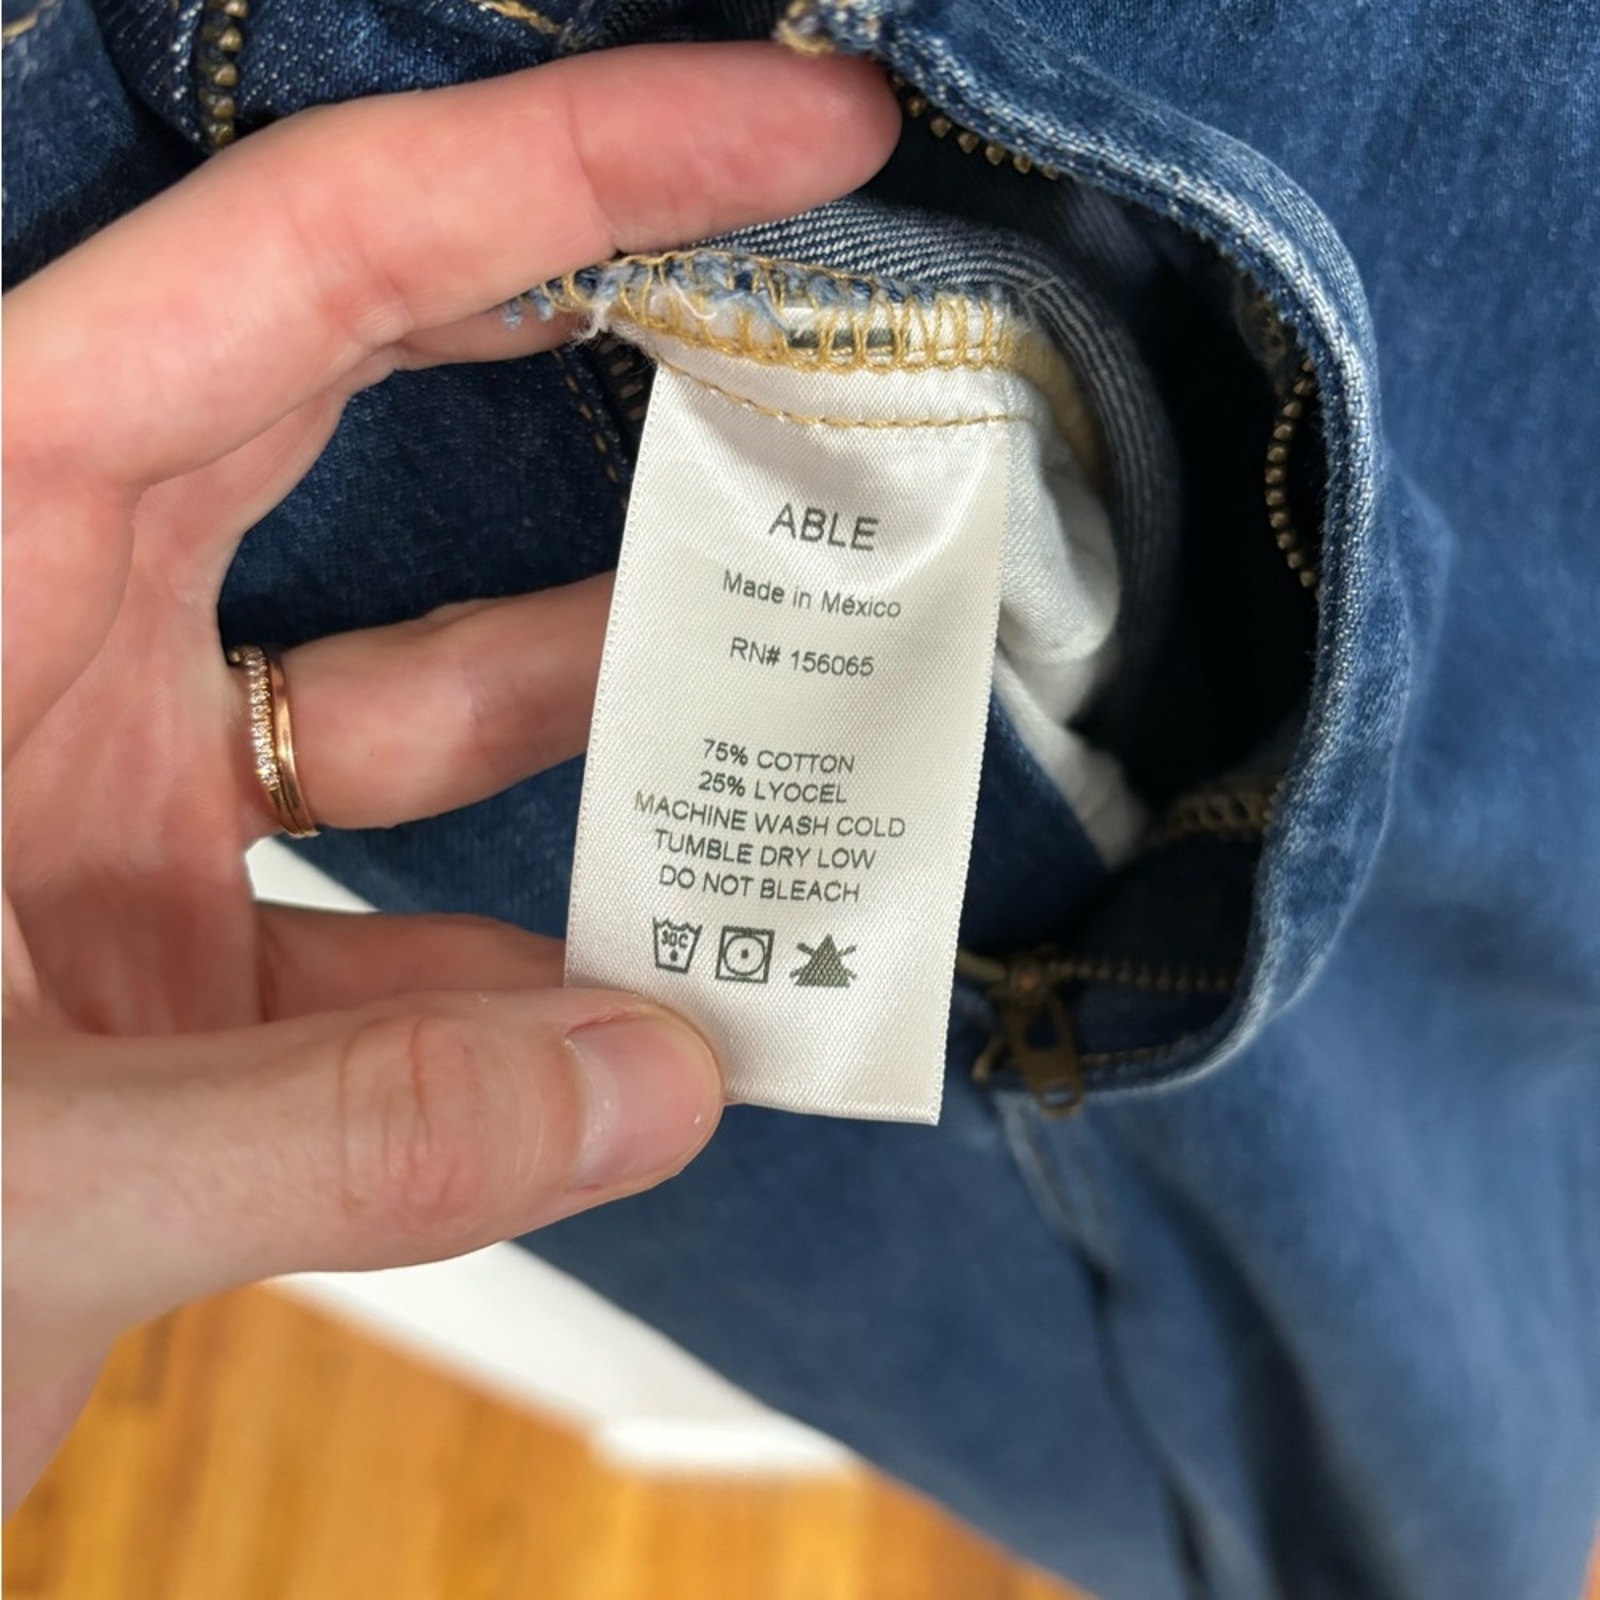 ABLE
Made in México
RN# 156065
75% COTTON
25% LYOCEL
MACHINE WASH COLD
TUMBLE DRY LOW
DO NOT BLEACH
30C